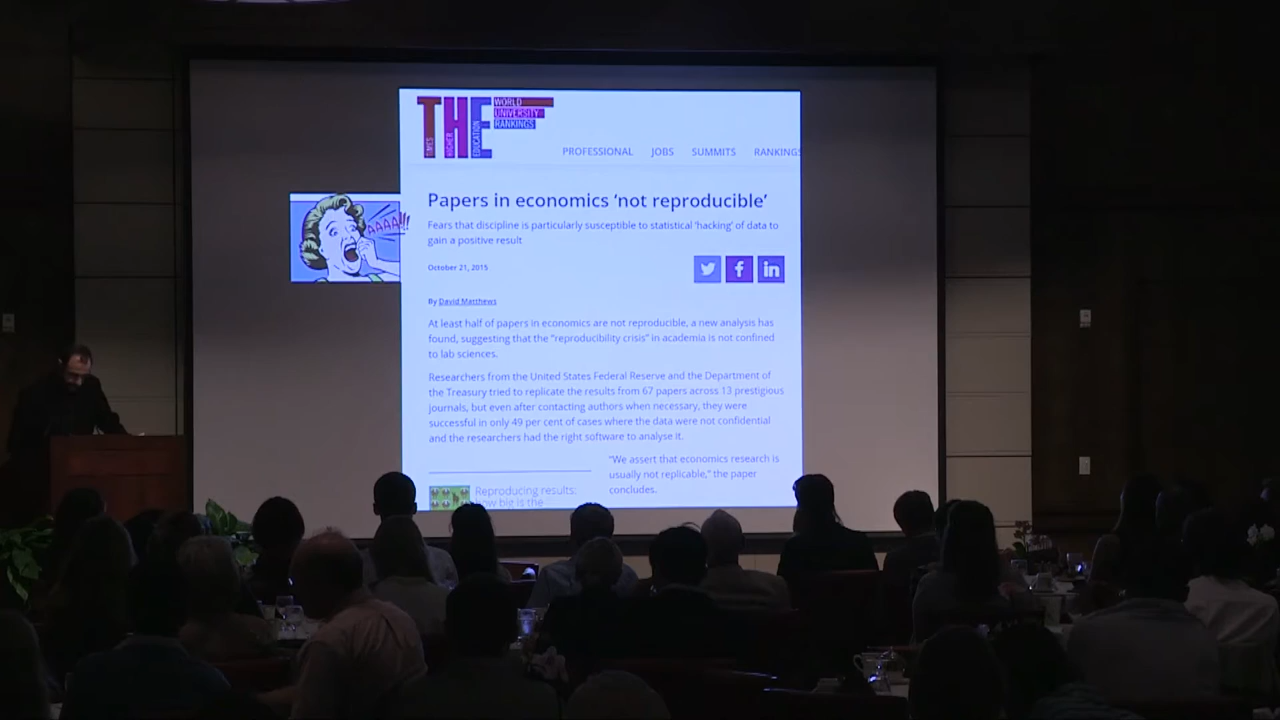 AAAA!!!
THE
TIMES
HIGHER
EDUCATION
WORLD
UNIVERSITY
RANKINGS
PROFESSIONAL JOBS SUMMITS RANKINGS
Papers in economics ‘not reproducible’
Fears that discipline is particularly susceptible to statistical ‘hacking’ of data to
gain a positive result
October 21, 2015
f in
By David Matthews
At least half of papers in economics are not reproducible, a new analysis has
found, suggesting that the “reproducibility crisis” in academia is not confined
to lab sciences.
Researchers from the United States Federal Reserve and the Department of
the Treasury tried to replicate the results from 67 papers across 13 prestigious
journals, but even after contacting authors when necessary, they were
successful in only 49 per cent of cases where the data were not confidential
and the researchers had the right software to analyse it.
“We assert that economics research is
usually not replicable,” the paper
concludes.
Reproducing results:
how big is the